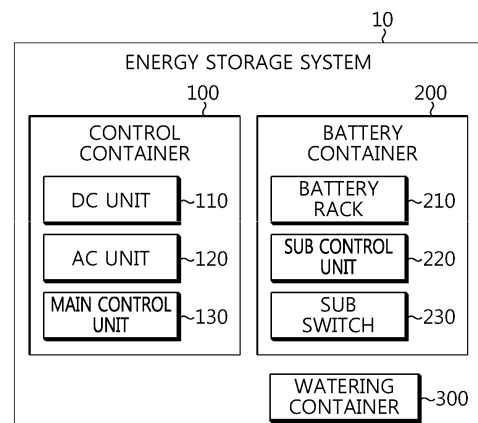 10
ENERGY STORAGE SYSTEM
100
CONTROL
CONTAINER
DC UNIT
110
AC UNIT
120
MAIN CONTROL
UNIT
130
200
BATTERY
CONTAINER
BATTERY
RACK
210
SUB CONTROL
UNIT
220
SUB
SWITCH
230
WATERING
CONTAINER
300